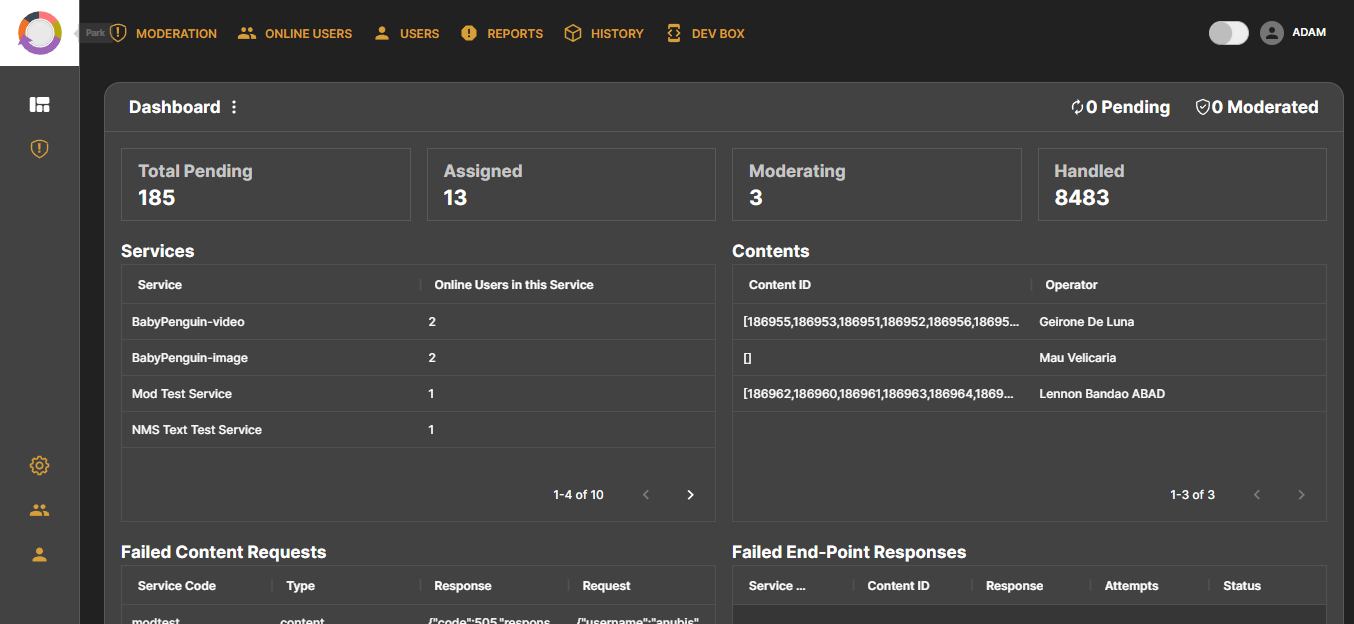 Park MODERATION ONLINE USERS USERS REPORTS HISTORY DEV BOX ADAM
Dashboard 0 Pending 0 Moderated
Total Pending Assigned Moderating Handled
185 13 3 8483
Services Contents
Service Online Users in this Service Content ID Operator
BabyPenguin-video 2 [186955,186953,186951,186952,186956,18695... Geirone De Luna
BabyPenguin-image 2 [] Mau Velicaria
Mod Test Service 1 [186962,186960,186961,186963,186964,1869... Lennon Bandao ABAD
NMS Text Test Service 1
1-4 of 10 1-3 of 3
Failed Content Requests Failed End-Point Responses
Service Code Type Response Request Service ... Content ID Response Attempts Status
modtest content {"code":505,"respons {"username":"anubis"